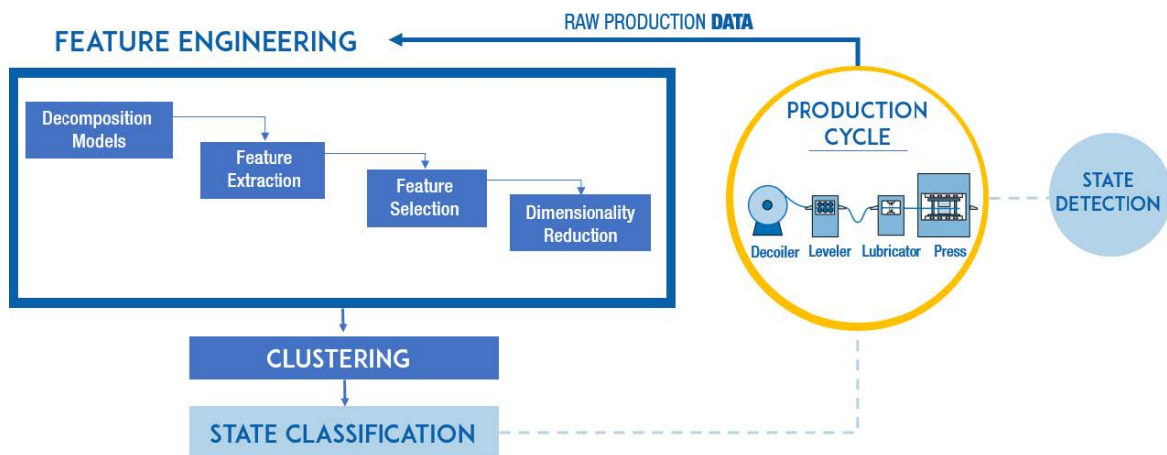 RAW PRODUCTION DATA
FEATURE ENGINEERING
Decomposition
Models
Feature
Extraction
Feature
Selection
Dimensionality
Reduction
CLUSTERING
STATE CLASSIFICATION
PRODUCTION
CYCLE
Decoiler Leveler Lubricator Press
STATE
DETECTION